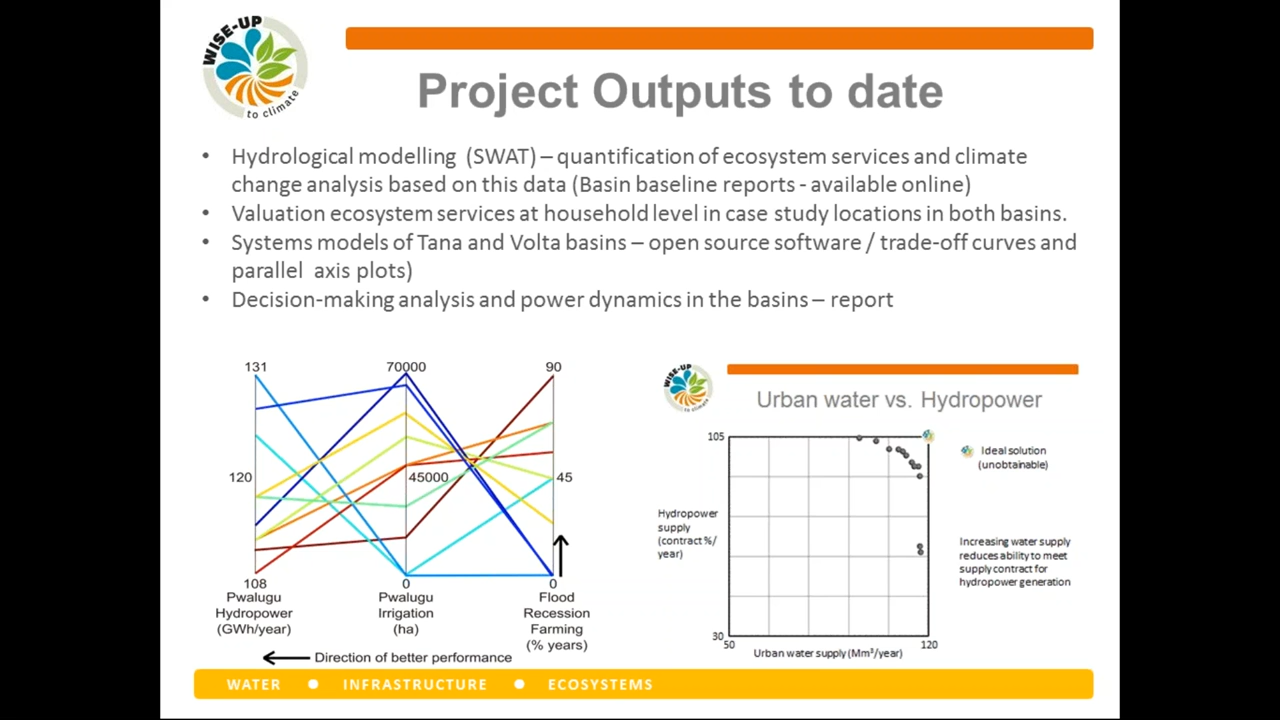 WISE-UP
to climate
Project Outputs to date
• Hydrological modelling (SWAT) – quantification of ecosystem services and climate
change analysis based on this data (Basin baseline reports - available online)
• Valuation ecosystem services at household level in case study locations in both basins.
• Systems models of Tana and Volta basins – open source software / trade-off curves and
parallel axis plots)
• Decision-making analysis and power dynamics in the basins – report
131
70000
90
120
45000
45
108
0
0
Pwalugu
Hydropower
(GWh/year)
Pwalugu
Irrigation
(ha)
Flood
Recession
Farming
(% years)
Direction of better performance
WISE-UP
to climate
Urban water vs. Hydropower
105
Ideal solution
(unobtainable)
Hydropower
supply
(contract %/
year)
Increasing water supply
reduces ability to meet
supply contract for
hydropower generation
30
50
120
Urban water supply (Mm³/year)
WATER • INFRASTRUCTURE • ECOSYSTEMS